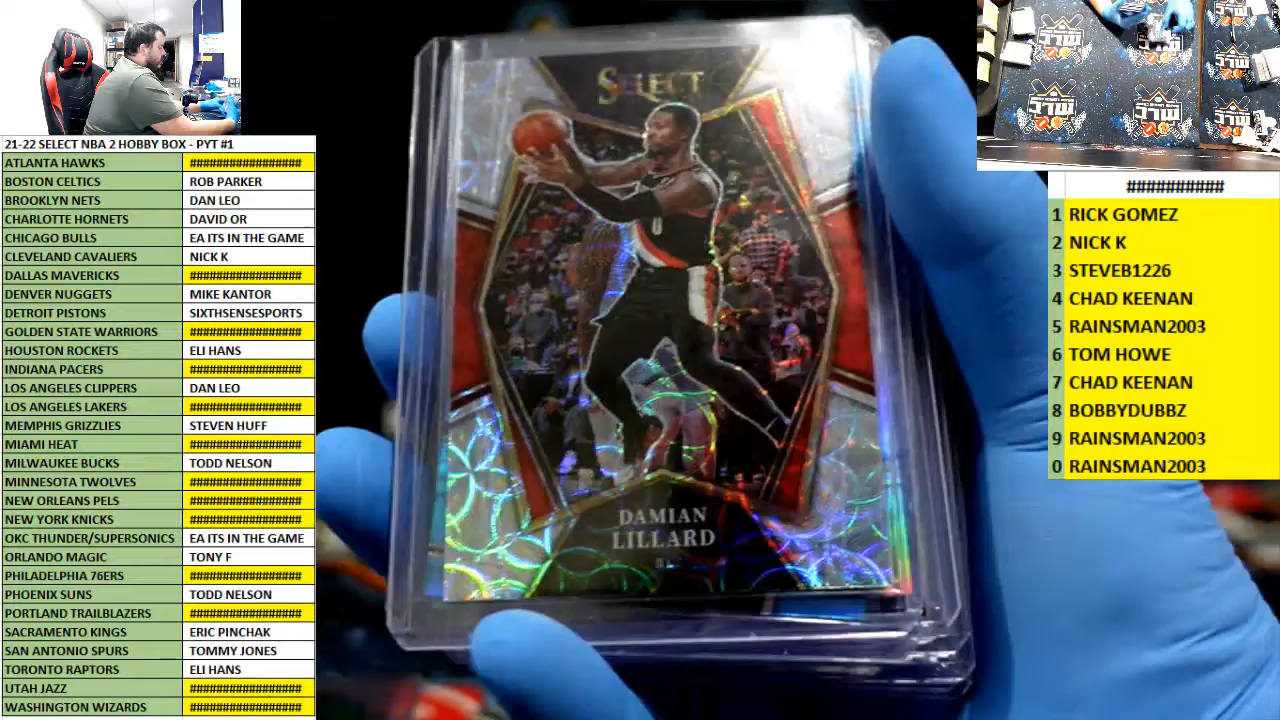 21-22 SELECT NBA 2 HOBBY BOX - PYT #1
ATLANTA HAWKS ################
BOSTON CELTICS ROB PARKER
BROOKLYN NETS DAN LEO
CHARLOTTE HORNETS DAVID OR
CHICAGO BULLS EA ITS IN THE GAME
CLEVELAND CAVALIERS NICK K
DALLAS MAVERICKS ################
DENVER NUGGETS MIKE KANTOR
DETROIT PISTONS SIXTHSENSESPORTS
GOLDEN STATE WARRIORS ################
HOUSTON ROCKETS ELI HANS
INDIANA PACERS ################
LOS ANGELES CLIPPERS DAN LEO
LOS ANGELES LAKERS ################
MEMPHIS GRIZZLIES STEVEN HUFF
MIAMI HEAT ################
MILWAUKEE BUCKS TODD NELSON
MINNESOTA TWOLVES ################
NEW ORLEANS PELS ################
NEW YORK KNICKS ################
OKC THUNDER/SUPERSONICS EA ITS IN THE GAME
ORLANDO MAGIC TONY F
PHILADELPHIA 76ERS ################
PHOENIX SUNS TODD NELSON
PORTLAND TRAILBLAZERS ################
SACRAMENTO KINGS ERIC PINCHAK
SAN ANTONIO SPURS TOMMY JONES
TORONTO RAPTORS ELI HANS
UTAH JAZZ ################
WASHINGTON WIZARDS ################
SELECT
0
DAMIAN
LILLARD
##########
1 RICK GOMEZ
2 NICK K
3 STEVEB1226
4 CHAD KEENAN
5 RAINSMAN2003
6 TOM HOWE
7 CHAD KEENAN
8 BOBBYDUBBZ
9 RAINSMAN2003
0 RAINSMAN2003